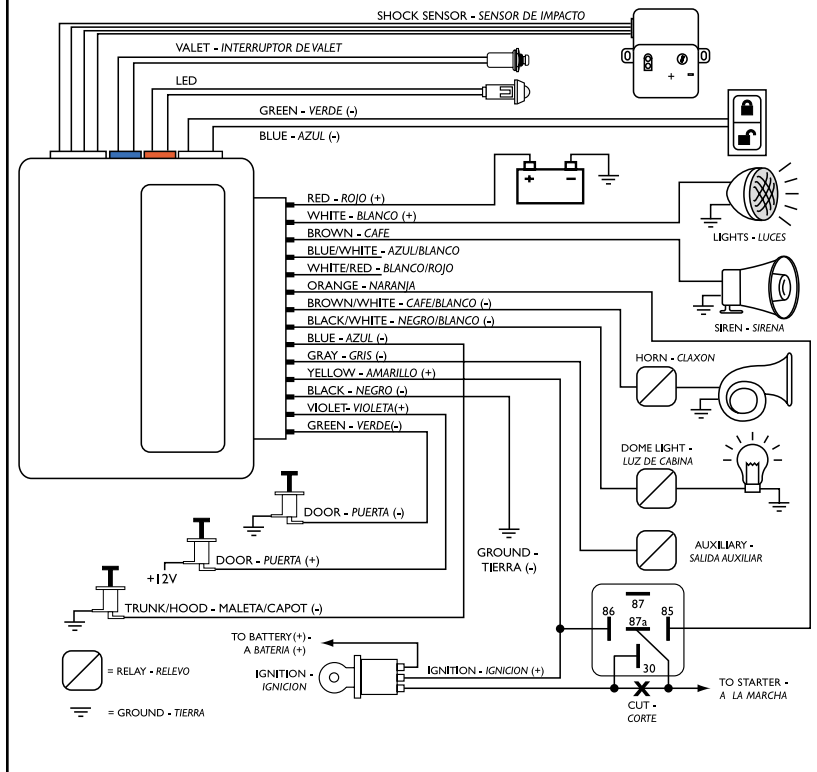 SHOCK SENSOR - SENSOR DE IMPACTO
VALET - INTERRUPTOR DE VALET
LED
GREEN - VERDE (-)
BLUE - AZUL (-)
+ -
+ -
RED - ROJO (+)
WHITE - BLANCO (+)
BROWN - CAFE
BLUE/WHITE - AZUL/BLANCO
WHITE/RED - BLANCO/ROJO
ORANGE - NARANJA
BROWN/WHITE - CAFE/BLANCO (-)
BLACK/WHITE - NEGRO/BLANCO (-)
BLUE - AZUL (-)
GRAY - GRIS (-)
YELLOW - AMARILLO (+)
BLACK - NEGRO (-)
VIOLET- VIOLETA(+)
GREEN - VERDE(-)
LIGHTS - LUCES
SIREN - SIRENA
HORN - CLAXON
DOME LIGHT -
LUZ DE CABINA
AUXILIARY -
SALIDA AUXILIAR
DOOR - PUERTA (-)
GROUND -
TIERRA (-)
DOOR - PUERTA (+)
+12V
TRUNK/HOOD - MALETA/CAPOT (-)
87
86
87a
85
30
TO BATTERY(+) -
A BATERIA (+)
IGNITION -
IGNICION
IGNITION - IGNICION (+)
TO STARTER -
A LA MARCHA
CUT -
CORTE
= RELAY - RELEVO
= GROUND - TIERRA